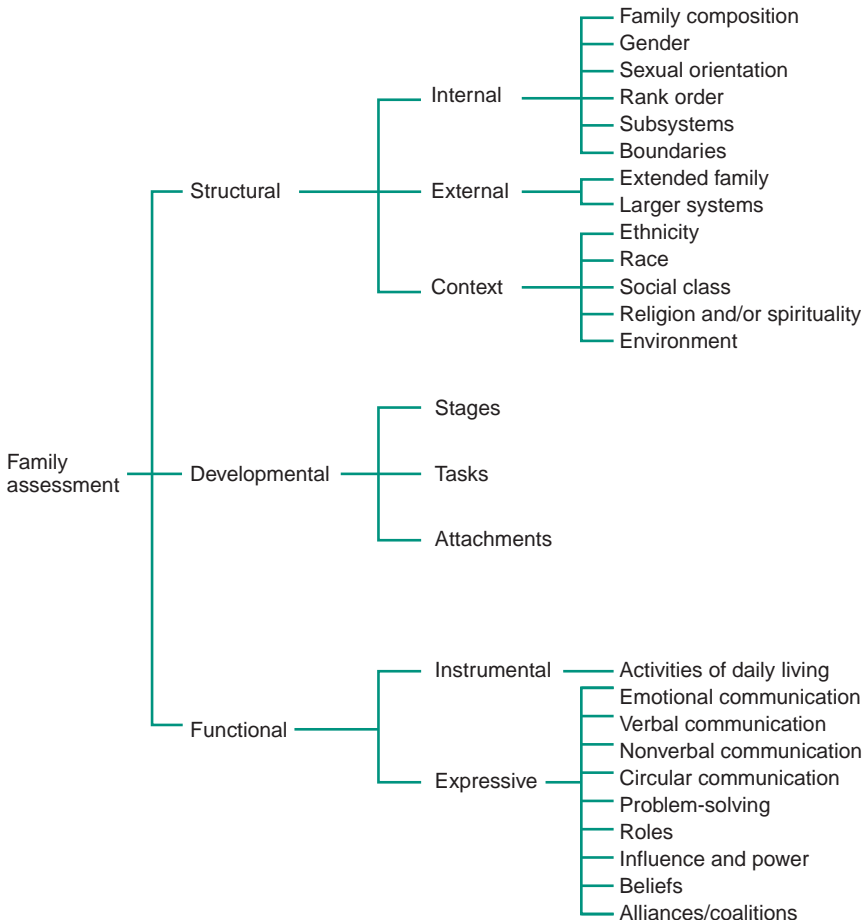 Family composition
Gender
Sexual orientation
Internal
Rank order
Subsystems
Boundaries
Structural
External
Extended family
Larger systems
Ethnicity
Race
Context
Social class
Religion and/or spirituality
Environment
Stages
Family
assessment
Developmental
Tasks
Attachments
Instrumental
Activities of daily living
Emotional communication
Functional
Verbal communication
Nonverbal communication
Expressive
Circular communication
Problem-solving
Roles
Influence and power
Beliefs
Alliances/coalitions